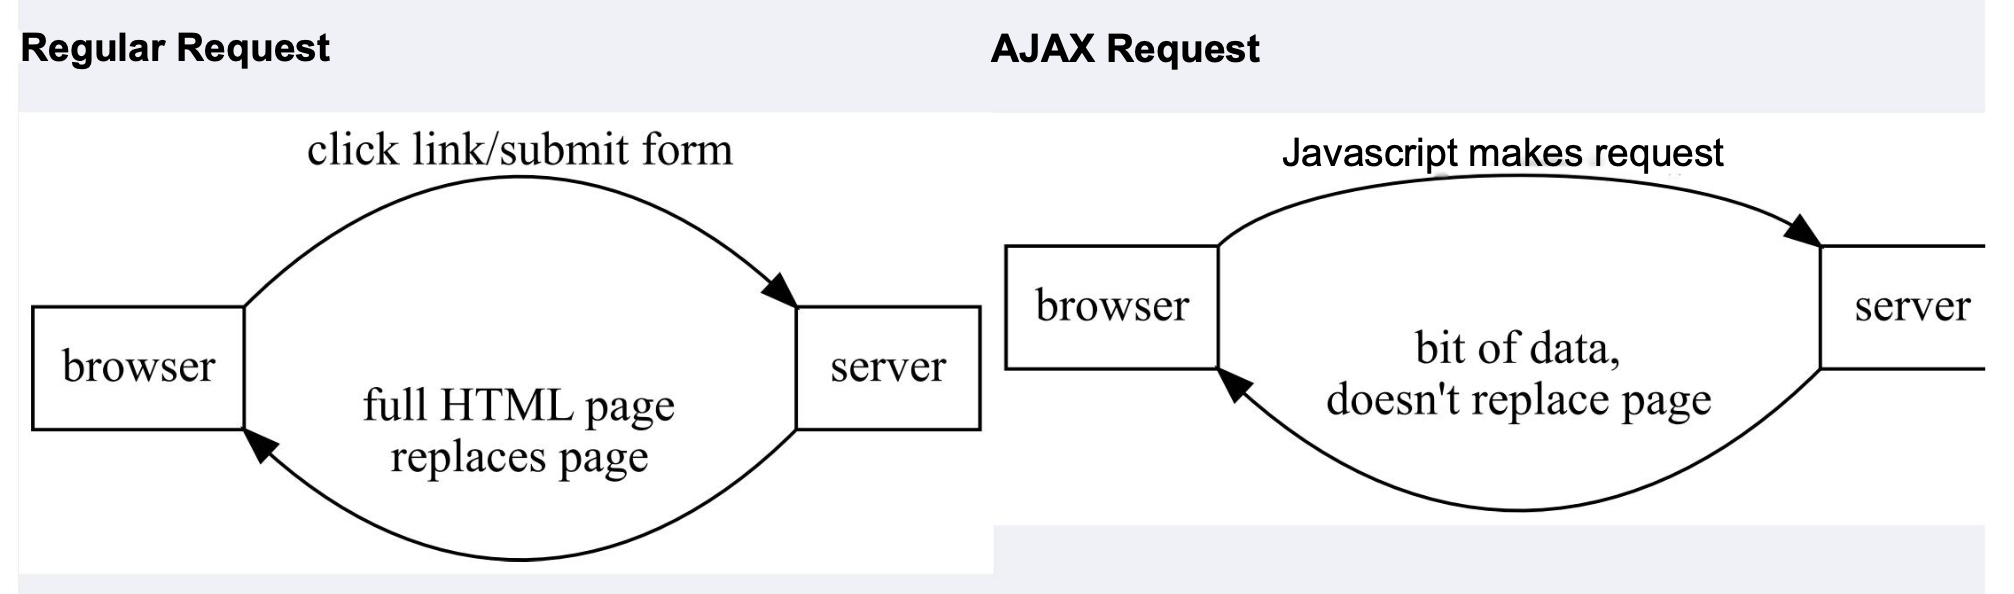 Regular Request
click link/submit form
browser
server
full HTML page
replaces page
AJAX Request
Javascript makes request
browser
server
bit of data,
doesn't replace page